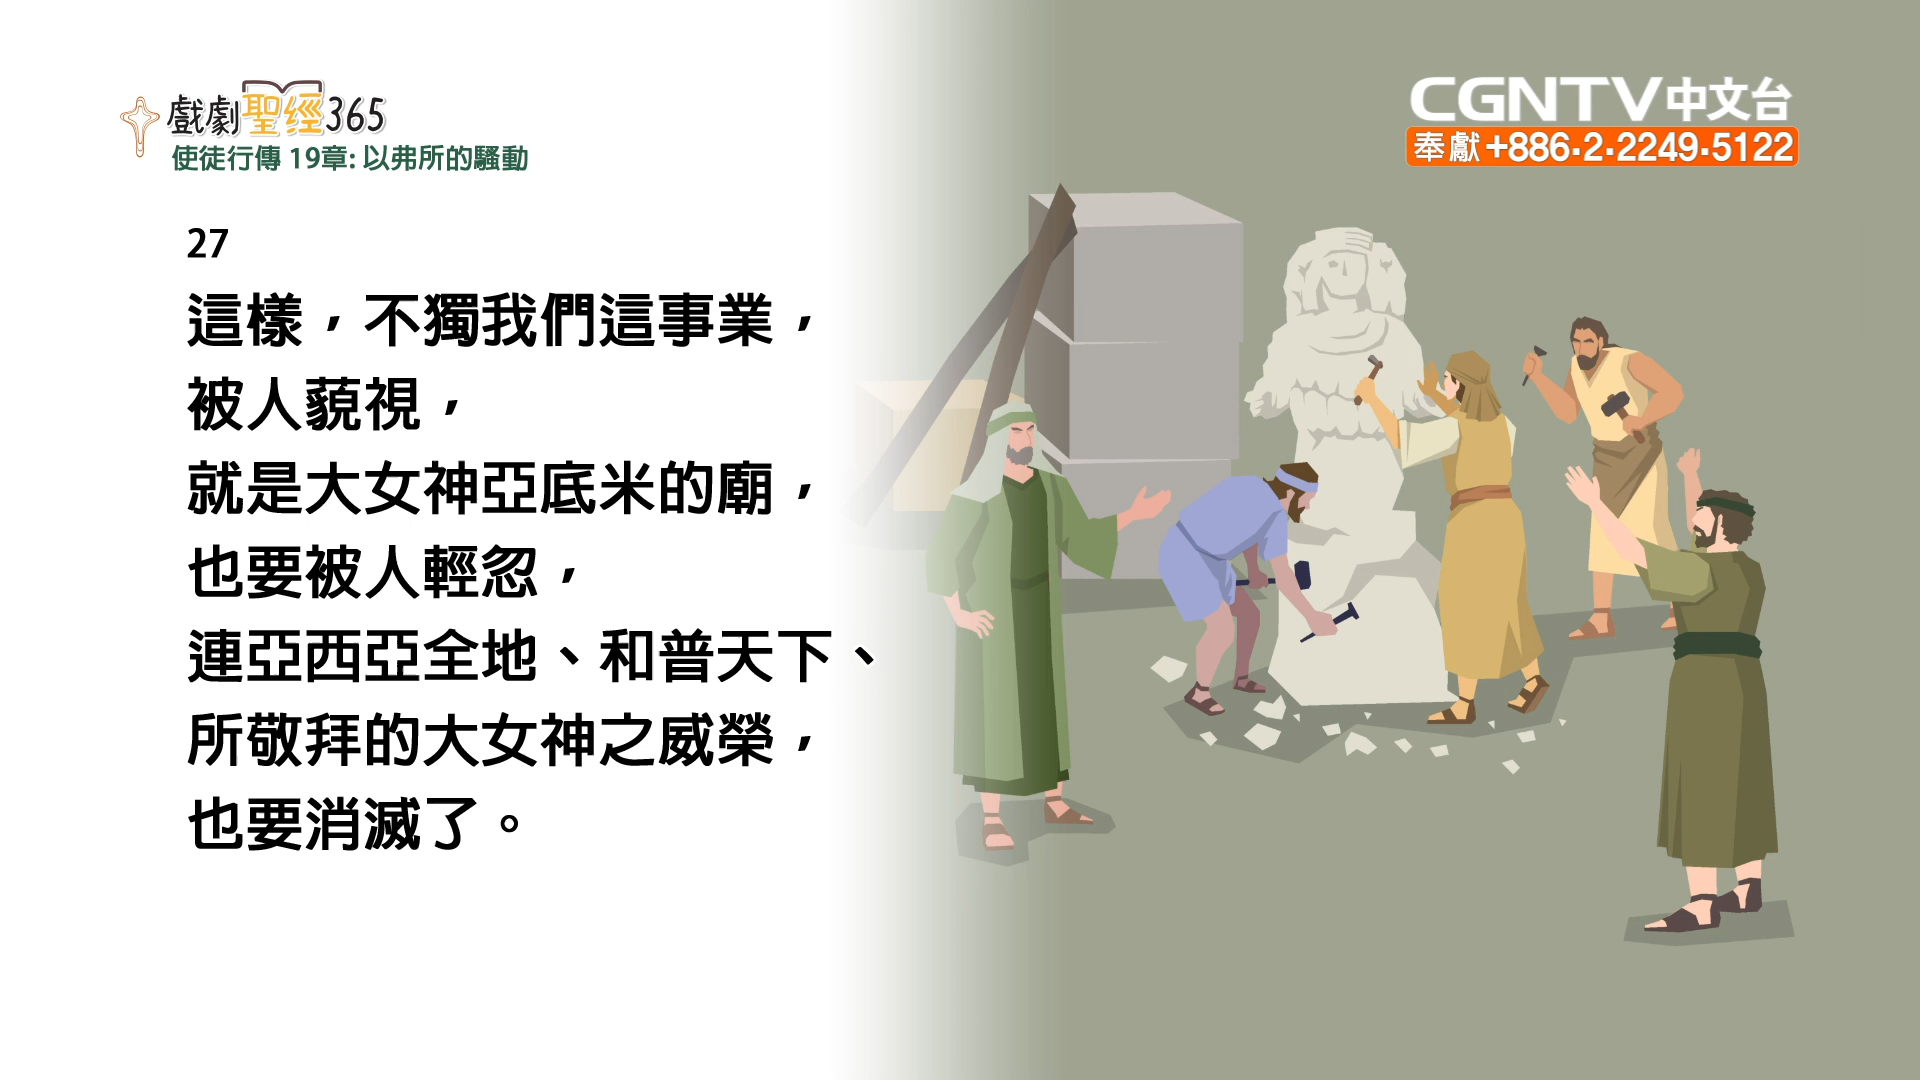 戲劇聖經365
使徒行傳 19章: 以弗所的騷動
CGNTV中文台
奉獻 +886·2·2249·5122
27
這樣，不獨我們這事業，
被人藐視，
就是大女神亞底米的廟，
也要被人輕忽，
連亞西亞全地、和普天下、
所敬拜的大女神之威榮，
也要消滅了。